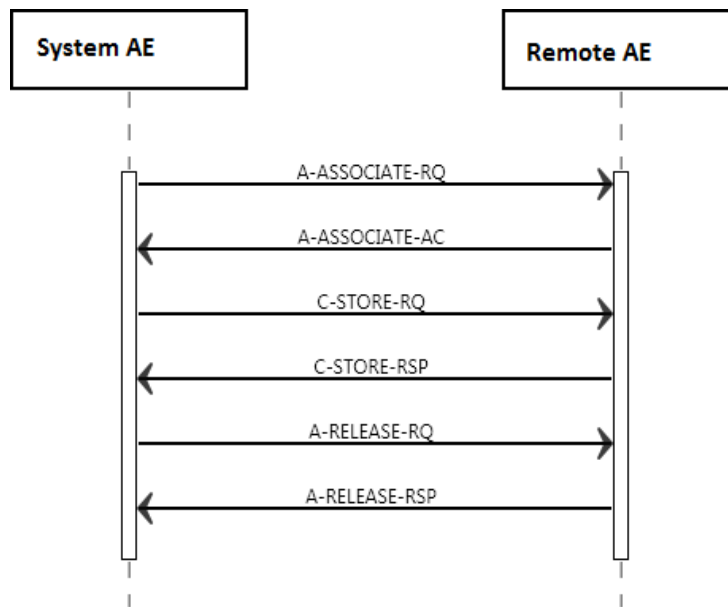 System AE
Remote AE
A-ASSOCIATE-RQ
A-ASSOCIATE-AC
C-STORE-RQ
C-STORE-RSP
A-RELEASE-RQ
A-RELEASE-RSP